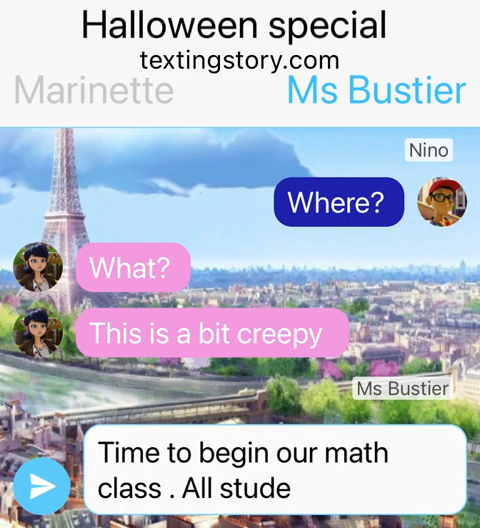 Halloween special
textingstory.com
Marinette
Ms Bustier
Nino
Where?
What?
This is a bit creepy
Ms Bustier
Time to begin our math
class . All stude